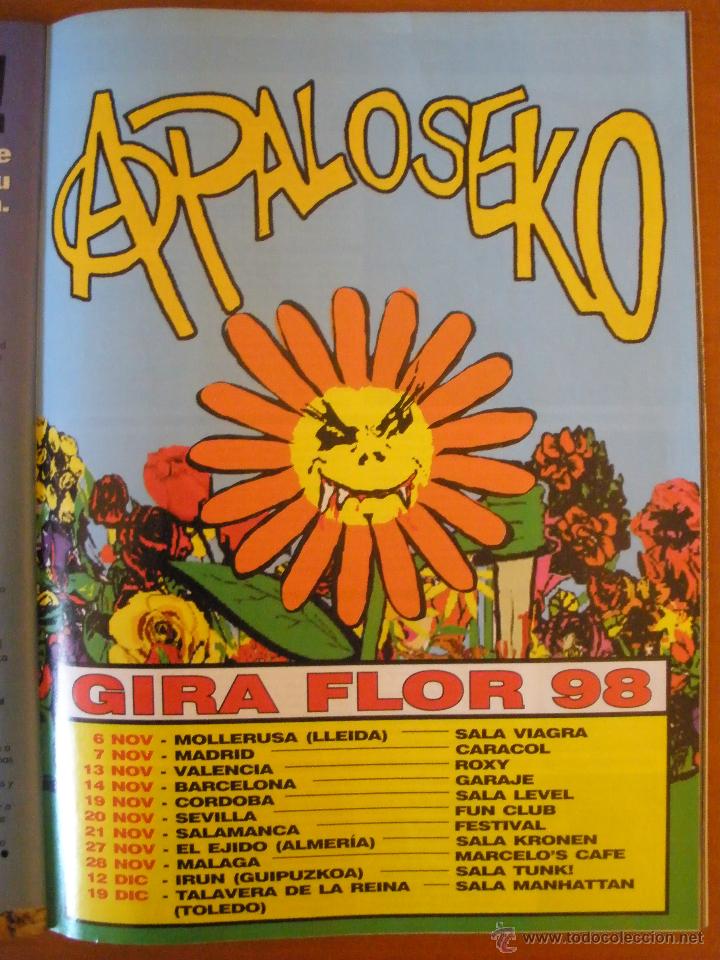 APALOSEKO
GIRA FLOR 98
6 NOV - MOLLERUSA (LLEIDA) SALA VIAGRA
7 NOV - MADRID CARACOL
13 NOV - VALENCIA ROXY
14 NOV - BARCELONA GARAJE
19 NOV - CORDOBA SALA LEVEL
20 NOV - SEVILLA FUN CLUB
21 NOV - SALAMANCA FESTIVAL
27 NOV - EL EJIDO (ALMERÍA) SALA KRONEN
28 NOV - MALAGA MARCELO'S CAFE
12 DIC - IRUN (GUIPUZKOA) SALA TUNK!
19 DIC - TALAVERA DE LA REINA SALA MANHATTAN
(TOLEDO)
© www.todocoleccion.net